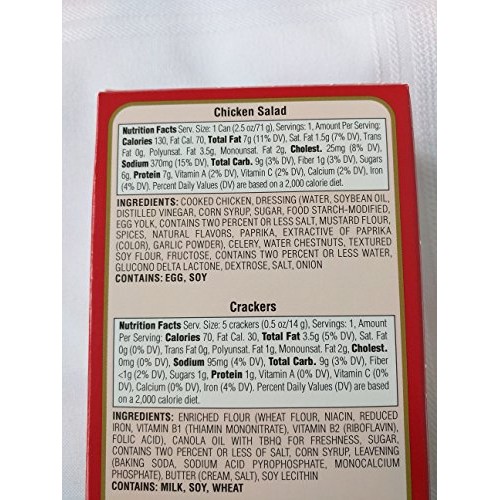 Chicken Salad
Nutrition Facts Serv. Size: 1 Can (2.5 oz/71 g), Servings: 1, Amount Per Serving:
Calories 130, Fat Cal. 70, Total Fat 7g (11% DV), Sat. Fat 1.5g (7% DV), Trans
Fat 0g, Polyunsat. Fat 3.5g, Monounsat. Fat 2g, Cholest. 25mg (8% DV),
Sodium 370mg (15% DV), Total Carb. 9g (3% DV), Fiber 1g (3% DV), Sugars
6g, Protein 7g, Vitamin A (2% DV), Vitamin C (2% DV), Calcium (2% DV), Iron
(4% DV). Percent Daily Values (DV) are based on a 2,000 calorie diet.
INGREDIENTS: COOKED CHICKEN, DRESSING (WATER, SOYBEAN OIL,
DISTILLED VINEGAR, CORN SYRUP, SUGAR, FOOD STARCH-MODIFIED,
EGG YOLK, CONTAINS TWO PERCENT OR LESS SALT, MUSTARD FLOUR,
SPICES, NATURAL FLAVORS, PAPRIKA, EXTRACTIVE OF PAPRIKA
(COLOR), GARLIC POWDER), CELERY, WATER CHESTNUTS, TEXTURED
SOY FLOUR, FRUCTOSE, CONTAINS TWO PERCENT OR LESS WATER,
GLUCONO DELTA LACTONE, DEXTROSE, SALT, ONION
CONTAINS: EGG, SOY
Crackers
Nutrition Facts Serv. Size: 5 crackers (0.5 oz/14 g), Servings: 1, Amount
Per Serving: Calories 70, Fat Cal. 30, Total Fat 3.5g (5% DV), Sat. Fat
0g (0% DV), Trans Fat 0g, Polyunsat. Fat 1g, Monounsat. Fat 2g, Cholest.
0mg (0% DV), Sodium 95mg (4% DV), Total Carb. 9g (3% DV), Fiber
<1g (2% DV), Sugars 1g, Protein 1g, Vitamin A (0% DV), Vitamin C (0%
DV), Calcium (0% DV), Iron (4% DV). Percent Daily Values (DV) are based
on a 2,000 calorie diet.
INGREDIENTS: ENRICHED FLOUR (WHEAT FLOUR, NIACIN, REDUCED
IRON, VITAMIN B1 (THIAMIN MONONITRATE), VITAMIN B2 (RIBOFLAVIN),
FOLIC ACID), CANOLA OIL WITH TBHQ FOR FRESHNESS, SUGAR,
CONTAINS TWO PERCENT OR LESS OF SALT, CORN SYRUP, LEAVENING
(BAKING SODA, SODIUM ACID PYROPHOSPHATE, MONOCALCIUM
PHOSPHATE), BUTTER (CREAM, SALT), SOY LECITHIN
CONTAINS: MILK, SOY, WHEAT